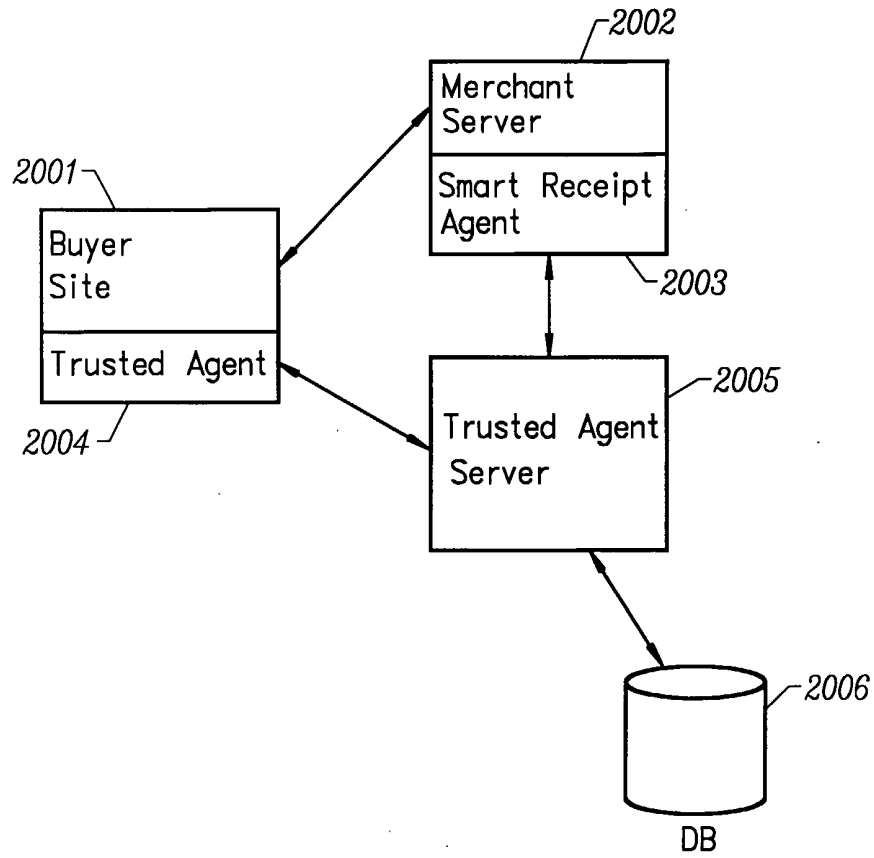 2002
Merchant
Server
Smart Receipt
Agent
2003
2001
Buyer
Site
Trusted Agent
2004
2005
Trusted Agent
Server
2006
DB